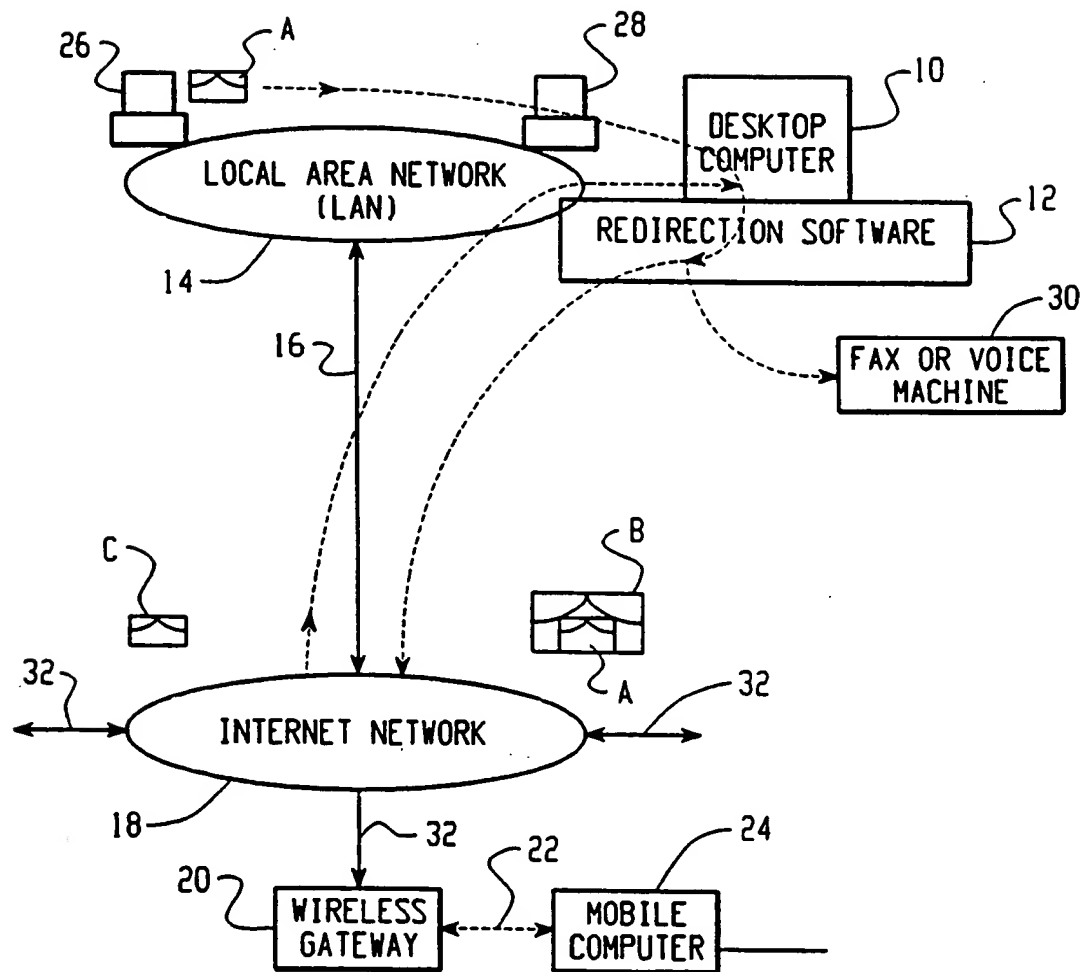 26
A
28
10
DESKTOP
COMPUTER
LOCAL AREA NETWORK
(LAN)
12
REDIRECTION SOFTWARE
14
30
16
FAX OR VOICE
MACHINE
C
B
A
32
32
INTERNET NETWORK
18
32
24
22
20
WIRELESS
GATEWAY
MOBILE
COMPUTER